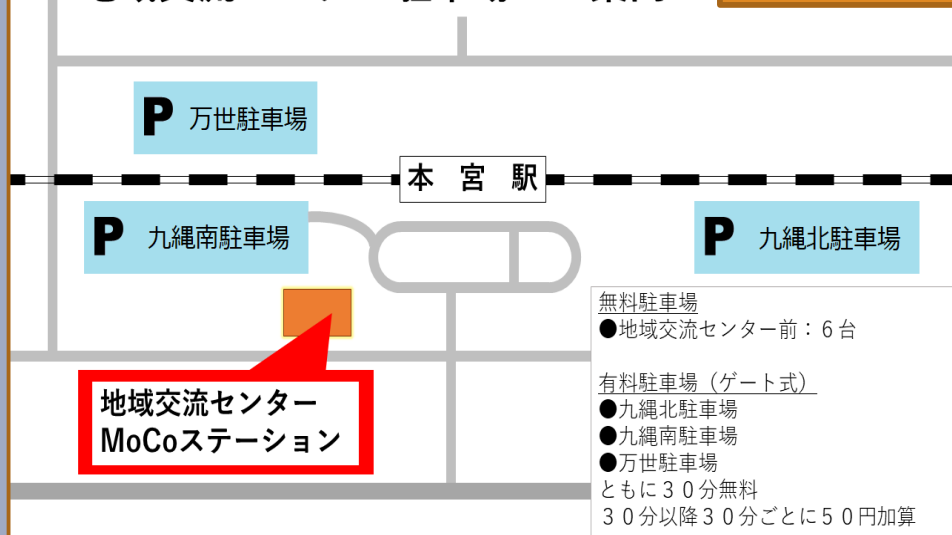 P 万世駐車場
本宮駅
P 九縄南駐車場
P 九縄北駐車場
無料駐車場
●地域交流センター前：６台
有料駐車場（ゲート式）
●九縄北駐車場
●九縄南駐車場
●万世駐車場
ともに３０分無料
３０分以降３０分ごとに５０円加算
地域交流センター
MoCoステーション